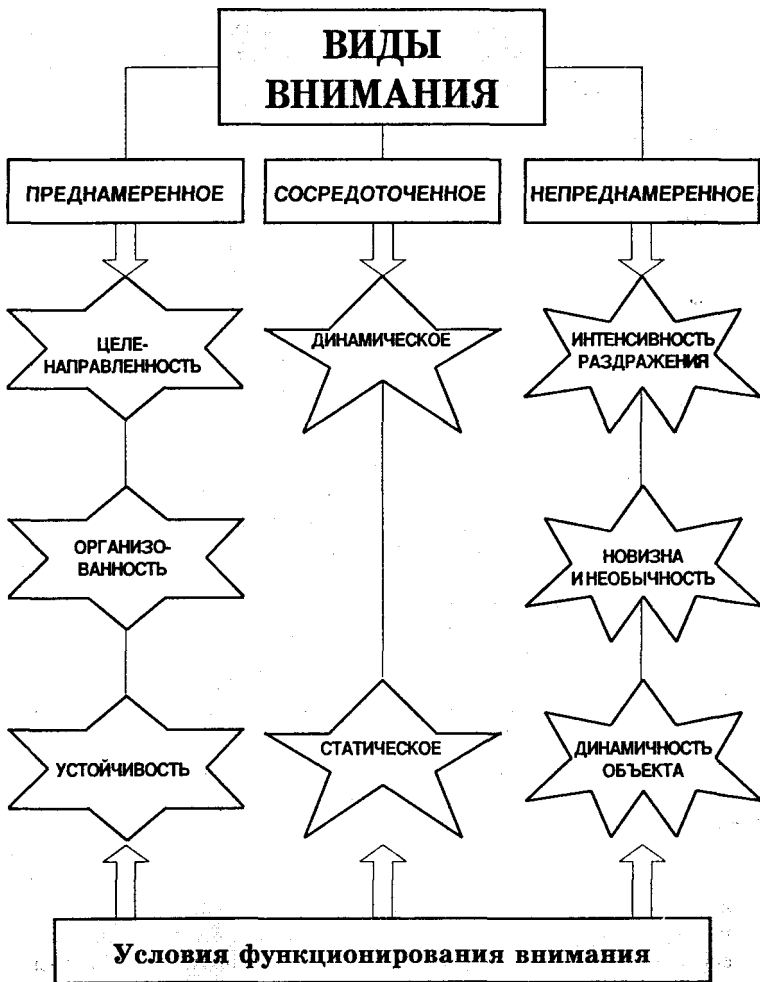 ВИДЫ
ВНИМАНИЯ
ПРЕДНАМЕРЕННОЕ
СОСРЕДОТОЧЕННОЕ
НЕПРЕДНАМЕРЕННОЕ
ЦЕЛЕ-
НАПРАВЛЕННОСТЬ
ДИНАМИЧЕСКОЕ
ИНТЕНСИВНОСТЬ
РАЗДРАЖЕНИЯ
ОРГАНИЗО-
ВАННОСТЬ
НОВИЗНА
И НЕОБЫЧНОСТЬ
УСТОЙЧИВОСТЬ
СТАТИЧЕСКОЕ
ДИНАМИЧНОСТЬ
ОБЪЕКТА
Условия функционирования внимания